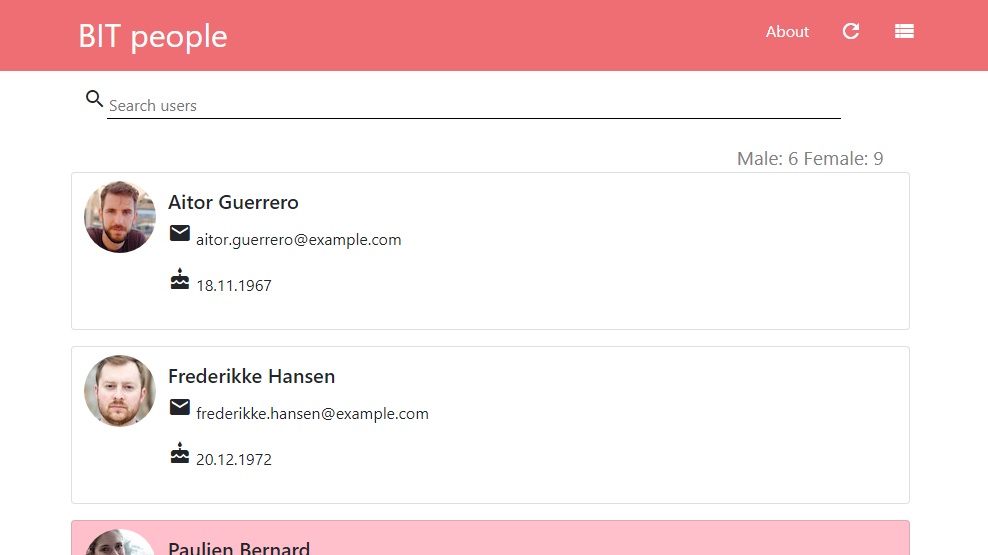 BIT people
About
Search users
Male: 6 Female: 9
Aitor Guerrero
aitor.guerrero@example.com
18.11.1967
Frederikke Hansen
frederikke.hansen@example.com
20.12.1972
Paulien Bernard